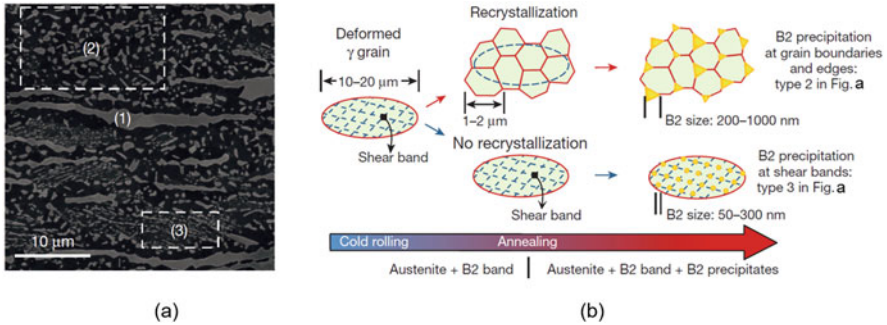 (2)
(1)
(3)
10 μm
(a)
Recrystallization
Deformed
γ grain
10–20 μm
1–2 μm
Shear band
B2 precipitation
at grain boundaries
and edges:
type 2 in Fig. a
B2 size: 200–1000 nm
No recrystallization
Shear band
B2 precipitation
at shear bands:
type 3 in Fig. a
B2 size: 50–300 nm
Cold rolling
Annealing
Austenite + B2 band
Austenite + B2 band + B2 precipitates
(b)